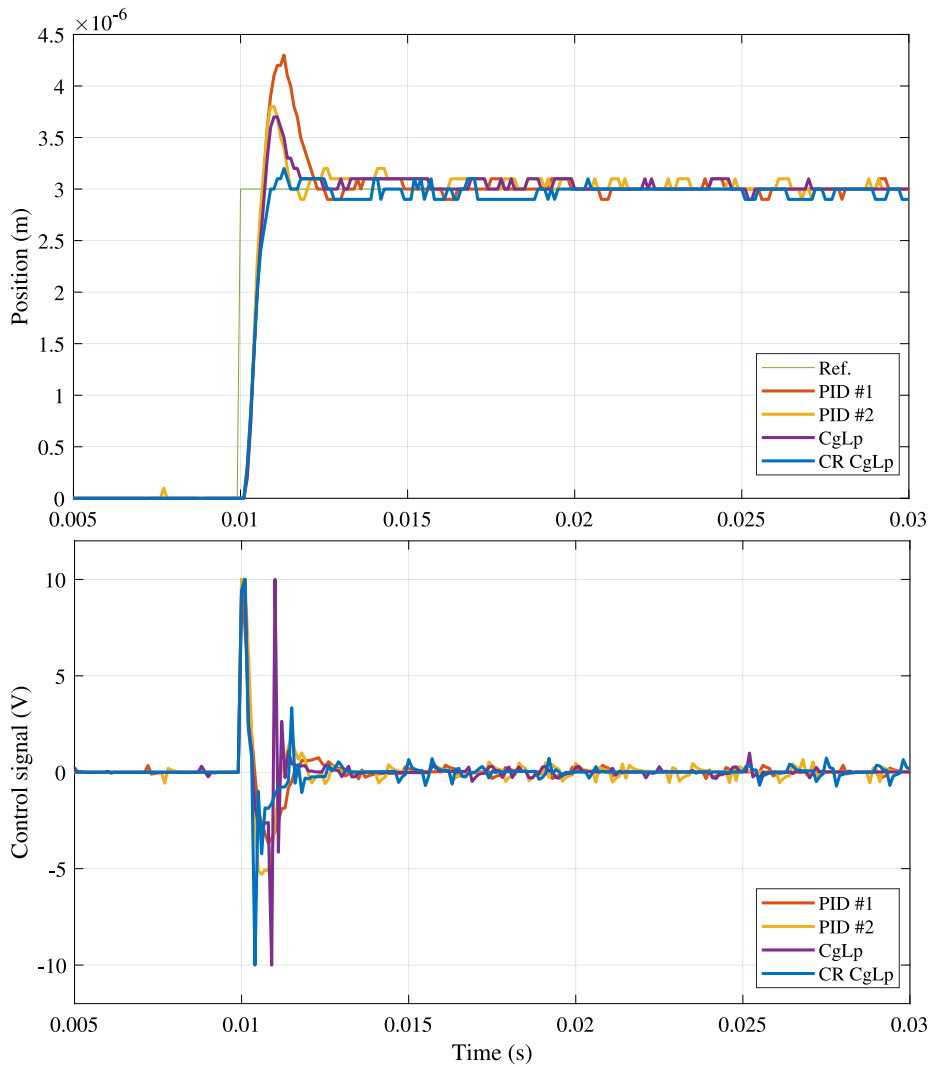 ×10⁻⁶
4.5
4
3.5
3
2.5
2
1.5
1
0.5
0
Position (m)
0.005
0.01
0.015
0.02
0.025
0.03
Ref.
PID #1
PID #2
CgLp
CR CgLp
10
5
0
-5
-10
Control signal (V)
PID #1
PID #2
CgLp
CR CgLp
0.005
0.01
0.015
0.02
0.025
0.03
Time (s)